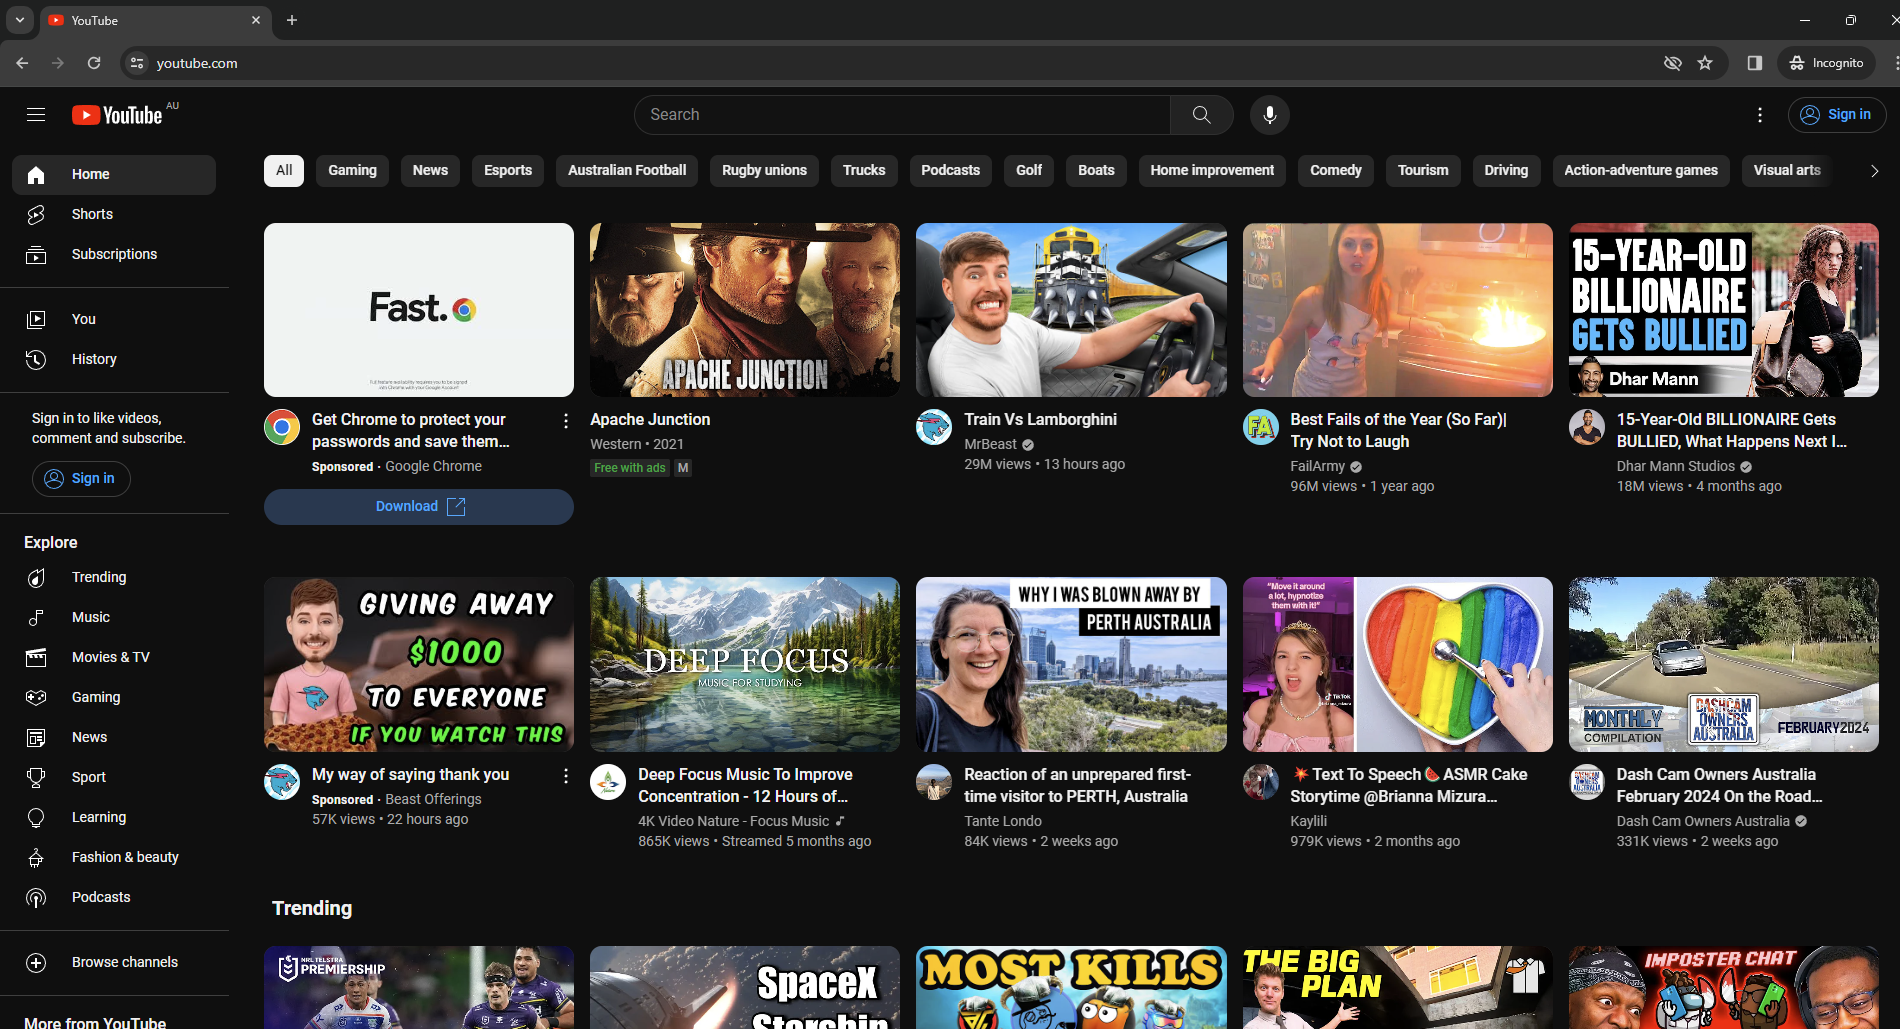 YouTube
youtube.com
Incognito
YouTube AU
Search
Sign in
Home
Shorts
Subscriptions
You
History
Sign in to like videos,
comment and subscribe.
Sign in
Explore
Trending
Music
Movies & TV
Gaming
News
Sport
Learning
Fashion & beauty
Podcasts
Browse channels
More from YouTube
All
Gaming
News
Esports
Australian Football
Rugby unions
Trucks
Podcasts
Golf
Boats
Home improvement
Comedy
Tourism
Driving
Action-adventure games
Visual arts
Fast.
Get Chrome to protect your
passwords and save them...
Sponsored · Google Chrome
Download
APACHE JUNCTION
Apache Junction
Western • 2021
Free with ads M
Train Vs Lamborghini
MrBeast
29M views • 13 hours ago
FA
Best Fails of the Year (So Far)|
Try Not to Laugh
FailArmy
96M views • 1 year ago
15-YEAR-OLD
BILLIONAIRE
GETS BULLIED
Dhar Mann
15-Year-Old BILLIONAIRE Gets
BULLIED, What Happens Next I...
Dhar Mann Studios
18M views • 4 months ago
GIVING AWAY
$1000
TO EVERYONE
IF YOU WATCH THIS
My way of saying thank you
Sponsored · Beast Offerings
57K views • 22 hours ago
DEEP FOCUS
MUSIC FOR STUDYING
Deep Focus Music To Improve
Concentration - 12 Hours of...
4K Video Nature - Focus Music
865K views • Streamed 5 months ago
WHY I WAS BLOWN AWAY BY
PERTH AUSTRALIA
Reaction of an unprepared first-
time visitor to PERTH, Australia
Tante Londo
84K views • 2 weeks ago
"Move it around
a lot, hypnotize
them with it!"
TikTok
💥Text To Speech🍉ASMR Cake
Storytime @Brianna Mizura...
Kaylili
979K views • 2 months ago
MONTHLY
COMPILATION
DASHCAM
OWNERS
AUSTRALIA
FEBRUARY 2024
Dash Cam Owners Australia
February 2024 On the Road...
Dash Cam Owners Australia
331K views • 2 weeks ago
Trending
NRL TELSTRA
PREMIERSHIP
SpaceX
Starship
MOST KILLS
THE BIG
PLAN
IMPOSTER CHAT